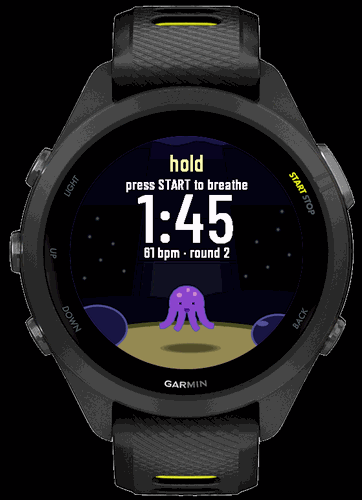 hold
press START to breathe
1:45
61 bpm · round 2
LIGHT
START STOP
UP
DOWN
BACK
GARMIN